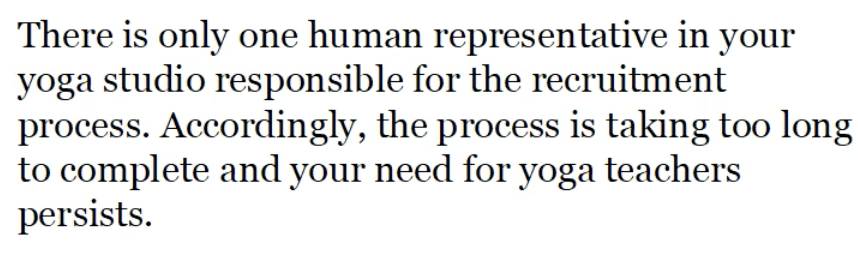 There is only one human representative in your
yoga studio responsible for the recruitment
process. Accordingly, the process is taking too long
to complete and your need for yoga teachers
persists.